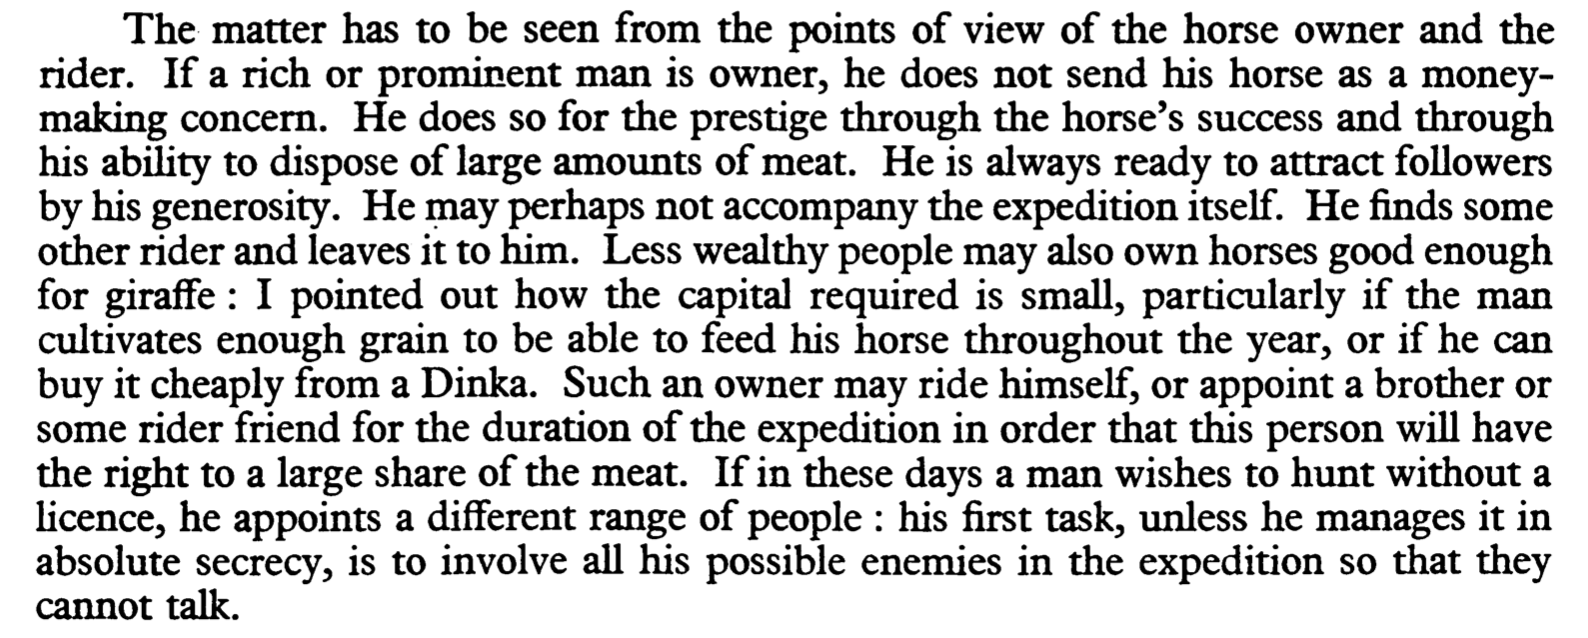 The matter has to be seen from the points of view of the horse owner and the
rider. If a rich or prominent man is owner, he does not send his horse as a money-
making concern. He does so for the prestige through the horse's success and through
his ability to dispose of large amounts of meat. He is always ready to attract followers
by his generosity. He may perhaps not accompany the expedition itself. He finds some
other rider and leaves it to him. Less wealthy people may also own horses good enough
for giraffe : I pointed out how the capital required is small, particularly if the man
cultivates enough grain to be able to feed his horse throughout the year, or if he can
buy it cheaply from a Dinka. Such an owner may ride himself, or appoint a brother or
some rider friend for the duration of the expedition in order that this person will have
the right to a large share of the meat. If in these days a man wishes to hunt without a
licence, he appoints a different range of people : his first task, unless he manages it in
absolute secrecy, is to involve all his possible enemies in the expedition so that they
cannot talk.